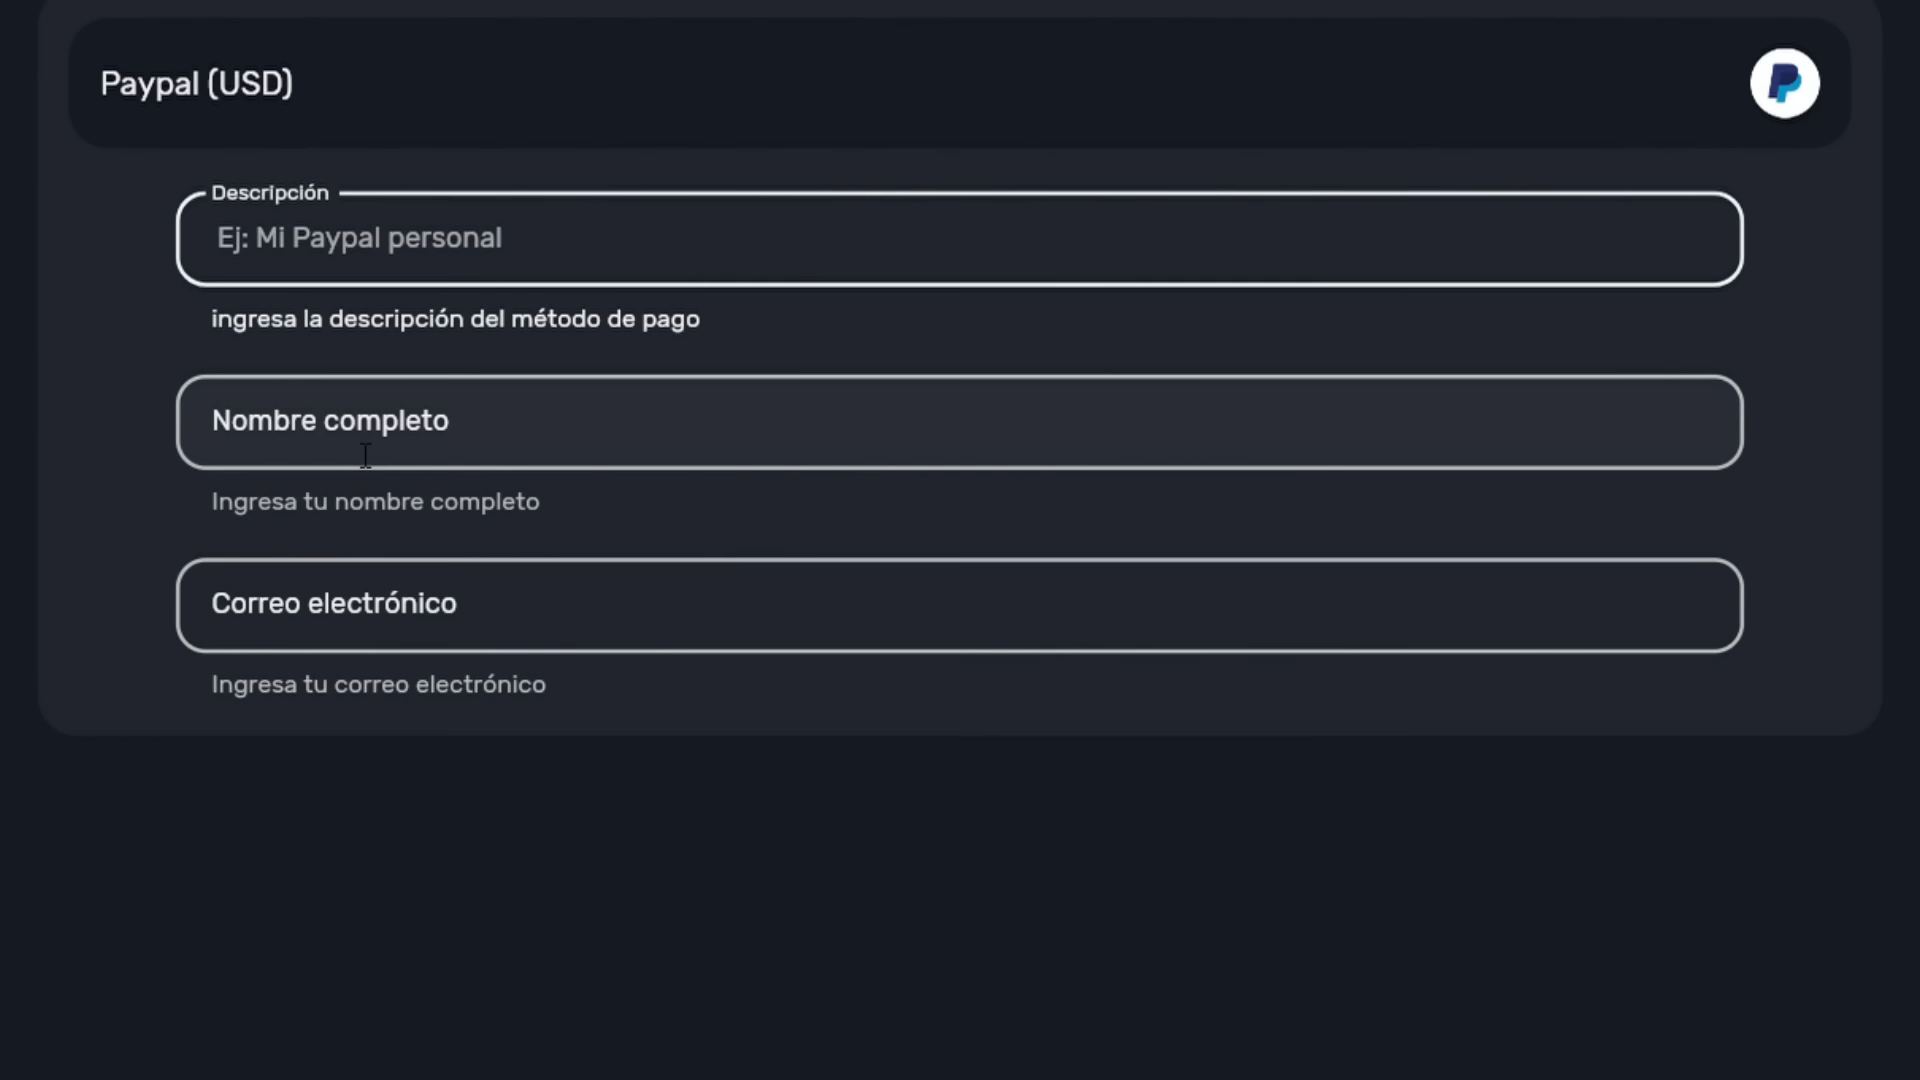 Paypal (USD)
Descripción
Ej: Mi Paypal personal
ingresa la descripción del método de pago
Nombre completo
Ingresa tu nombre completo
Correo electrónico
Ingresa tu correo electrónico